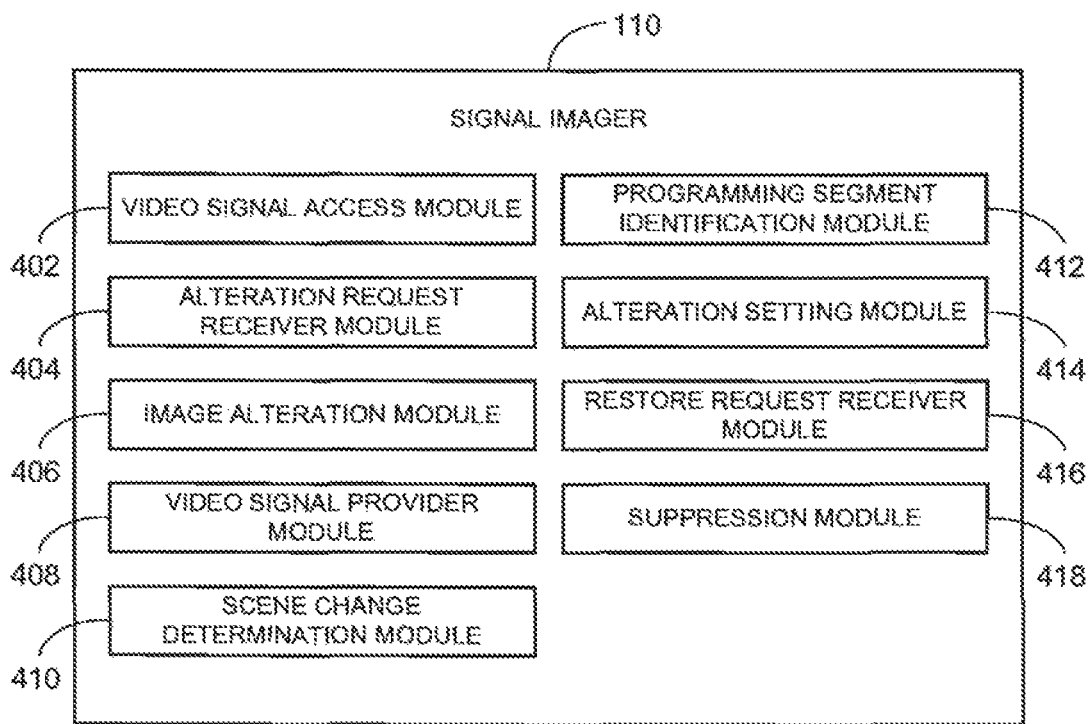 110
SIGNAL IMAGER
VIDEO SIGNAL ACCESS MODULE
402
ALTERATION REQUEST
RECEIVER MODULE
404
IMAGE ALTERATION MODULE
406
VIDEO SIGNAL PROVIDER
MODULE
408
SCENE CHANGE
DETERMINATION MODULE
410
PROGRAMMING SEGMENT
IDENTIFICATION MODULE
412
ALTERATION SETTING MODULE
414
RESTORE REQUEST RECEIVER
MODULE
416
SUPPRESSION MODULE
418